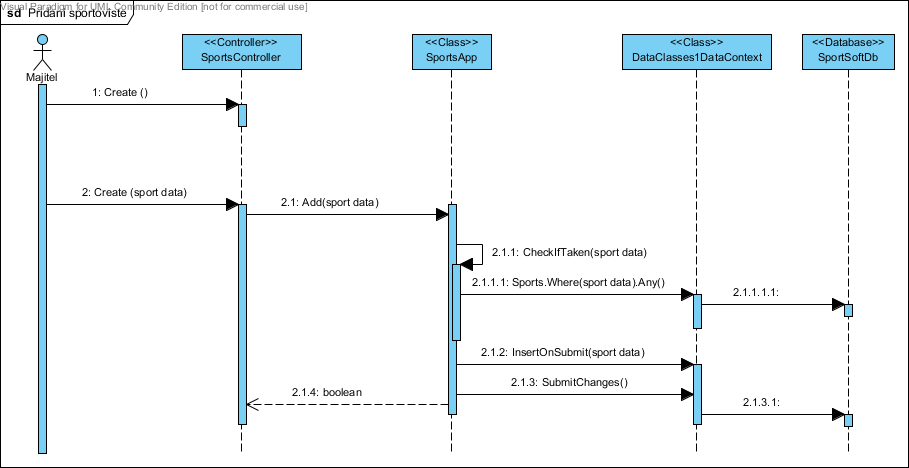 Visual Paradigm for UML Community Edition [not for commercial use]
sd Pridani sportoviste
<<Controller>>
SportsController
<<Class>>
SportsApp
<<Class>>
DataClasses1DataContext
<<Database>>
SportSoftDb
Majitel
1: Create ()
2: Create (sport data)
2.1: Add(sport data)
2.1.1: CheckIfTaken(sport data)
2.1.1.1: Sports.Where(sport data).Any()
2.1.1.1.1:
2.1.2: InsertOnSubmit(sport data)
2.1.3: SubmitChanges()
2.1.4: boolean
2.1.3.1: